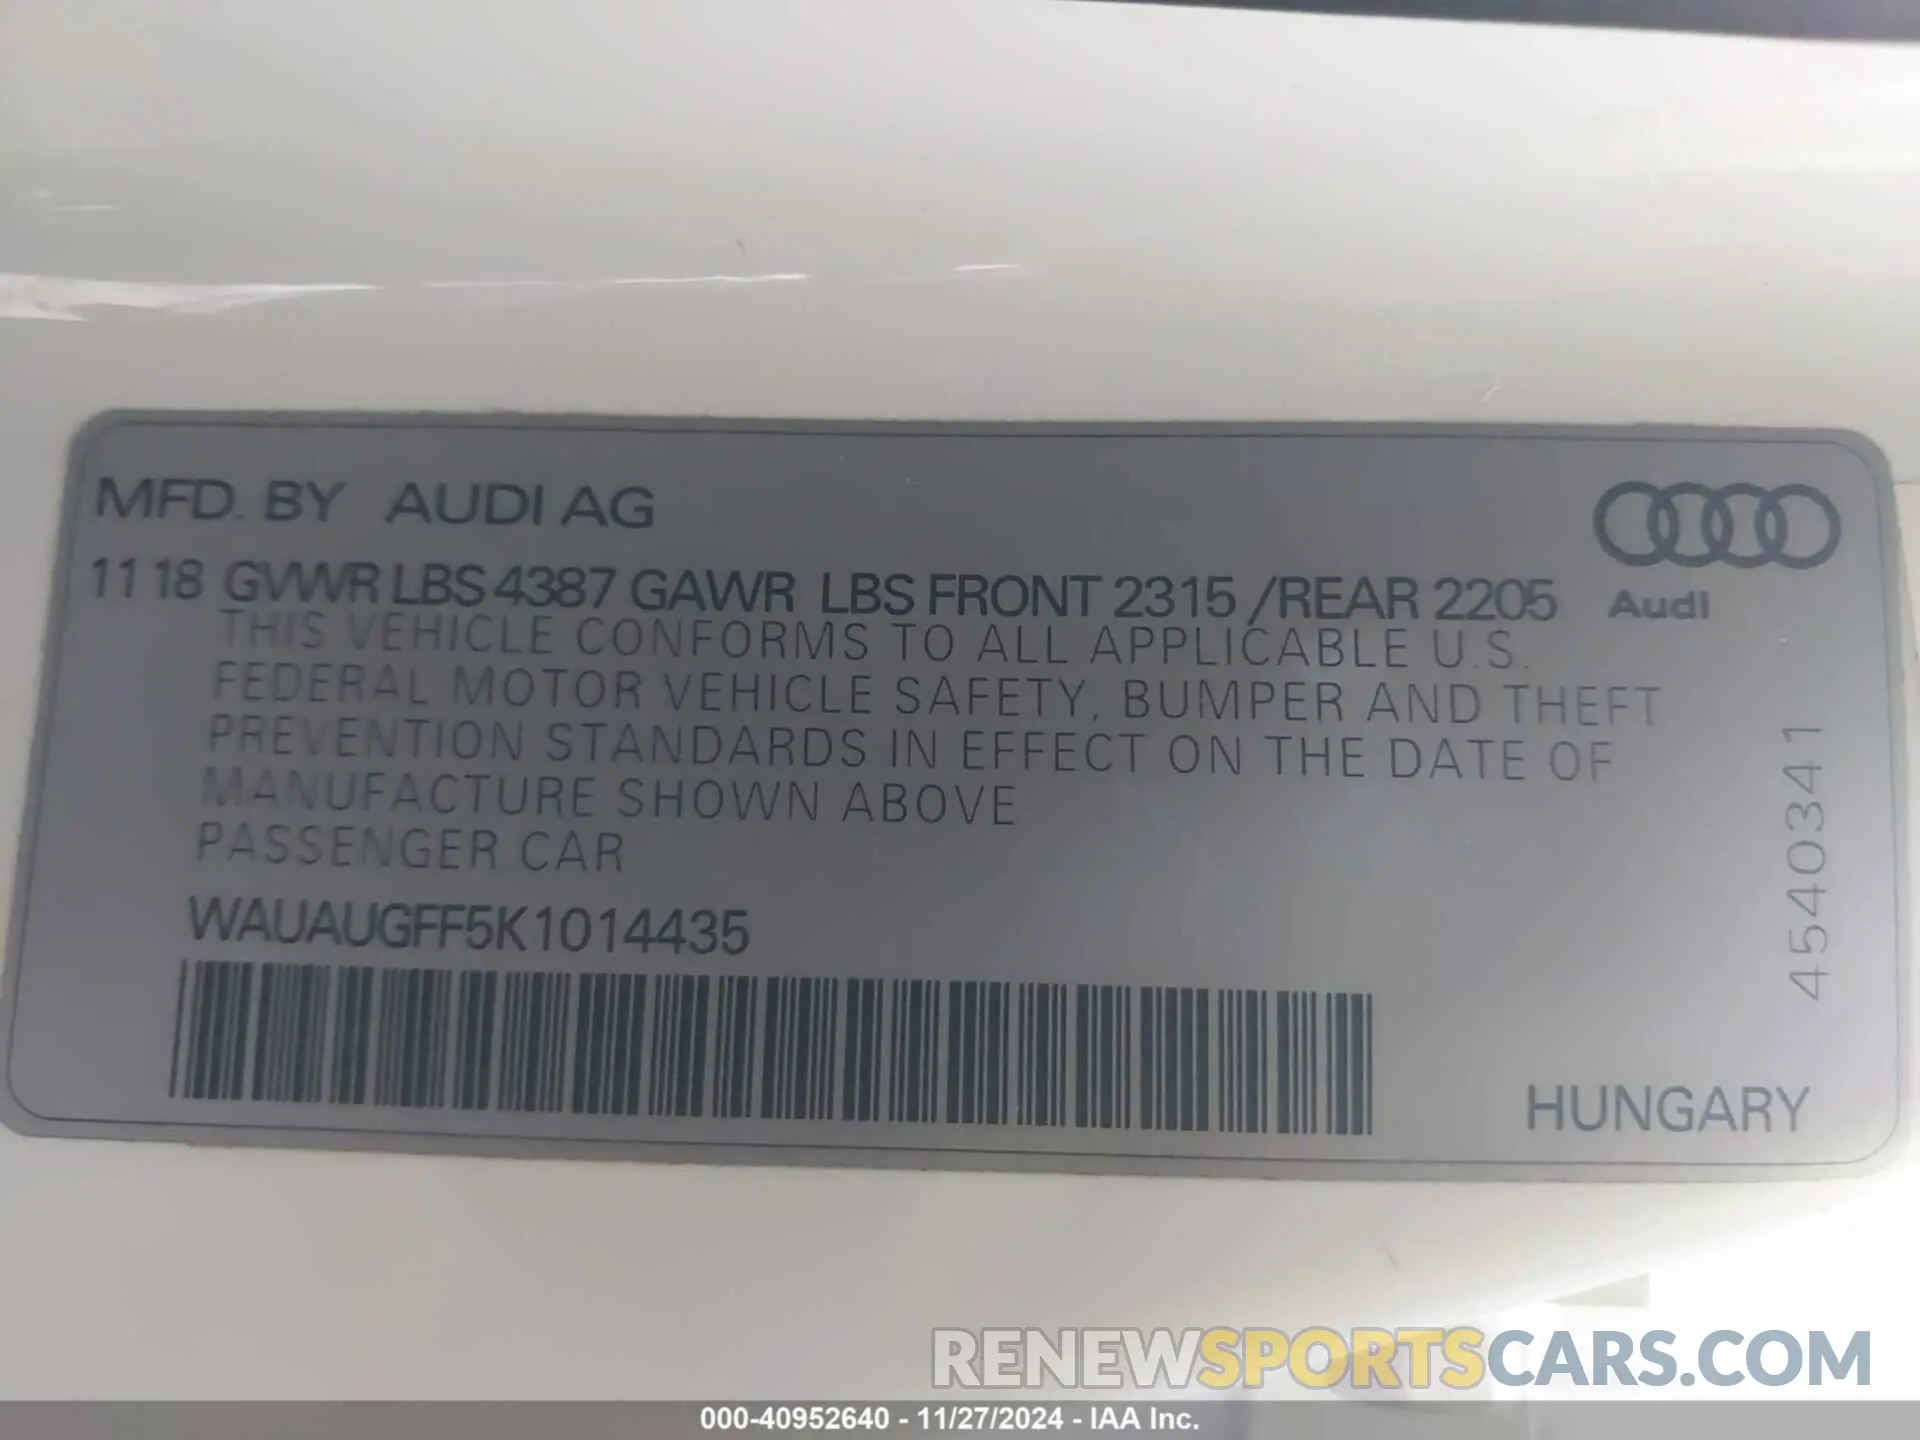 MFD. BY AUDI AG
11 18 GVWR LBS 4387 GAWR LBS FRONT 2315 /REAR 2205
Audi
THIS VEHICLE CONFORMS TO ALL APPLICABLE U.S.
FEDERAL MOTOR VEHICLE SAFETY, BUMPER AND THEFT
PREVENTION STANDARDS IN EFFECT ON THE DATE OF
MANUFACTURE SHOWN ABOVE
PASSENGER CAR
WAUAUGFF5K1014435
45403411
HUNGARY
RENEWSPORTSCARS.COM
000-40952640 - 11/27/2024 - IAA Inc.